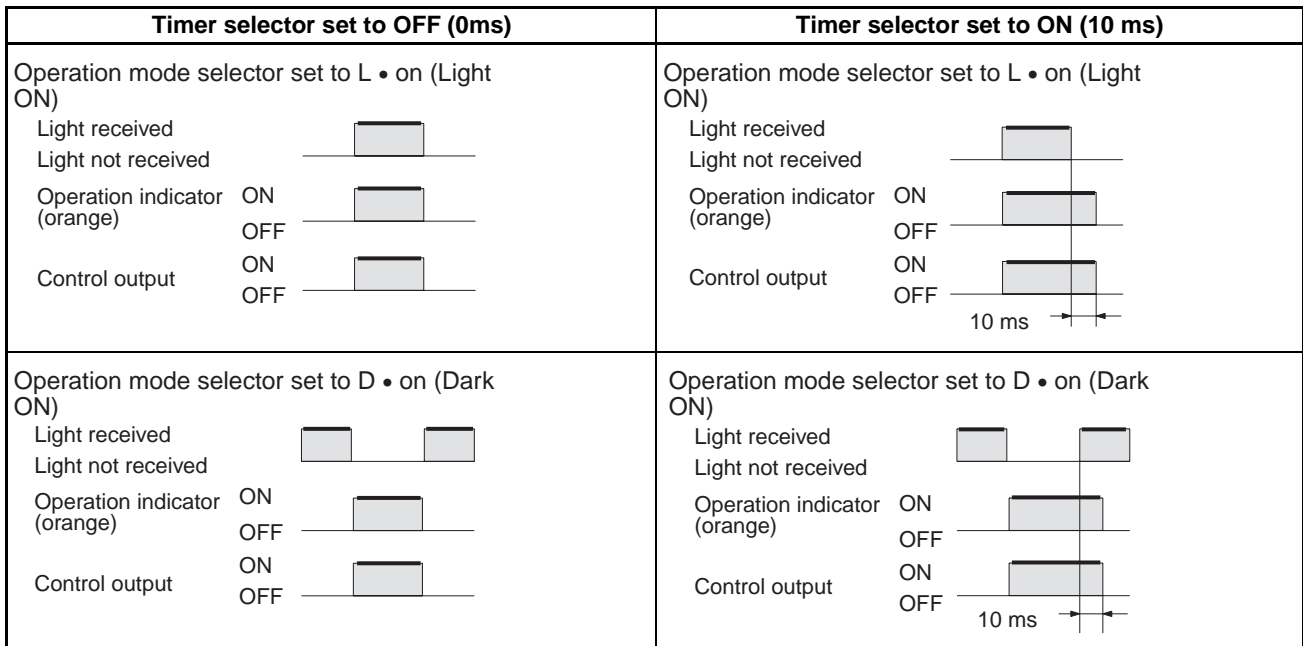 Timer selector set to OFF (0ms)
Timer selector set to ON (10 ms)
Operation mode selector set to L • on (Light
ON)
Light received
Light not received
Operation indicator ON
(orange)
OFF
ON
Control output
OFF
Operation mode selector set to L • on (Light
ON)
Light received
Light not received
Operation indicator ON
(orange)
OFF
ON
Control output
OFF
10 ms
Operation mode selector set to D • on (Dark
ON)
Light received
Light not received
Operation indicator ON
(orange)
OFF
ON
Control output
OFF
Operation mode selector set to D • on (Dark
ON)
Light received
Light not received
Operation indicator ON
(orange)
OFF
ON
Control output
OFF
10 ms